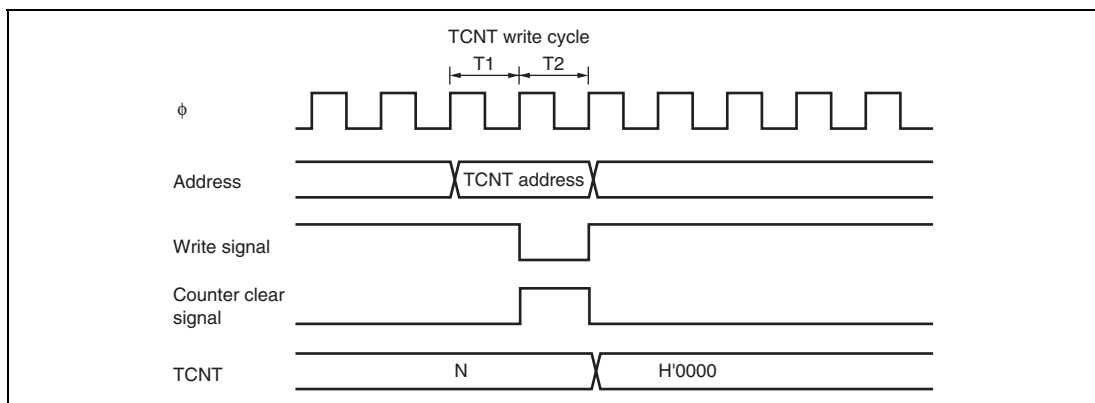 TCNT write cycle
T1 T2
ϕ
Address
TCNT address
Write signal
Counter clear
signal
TCNT
N
H'0000